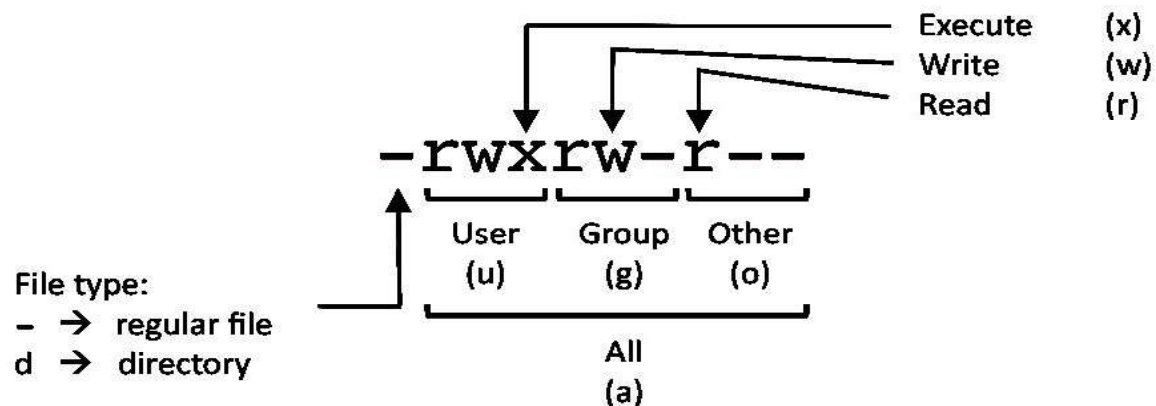 Execute (x)
Write (w)
Read (r)
-rwxrw-r--
User Group Other
(u) (g) (o)
File type:
- → regular file
d → directory
All
(a)